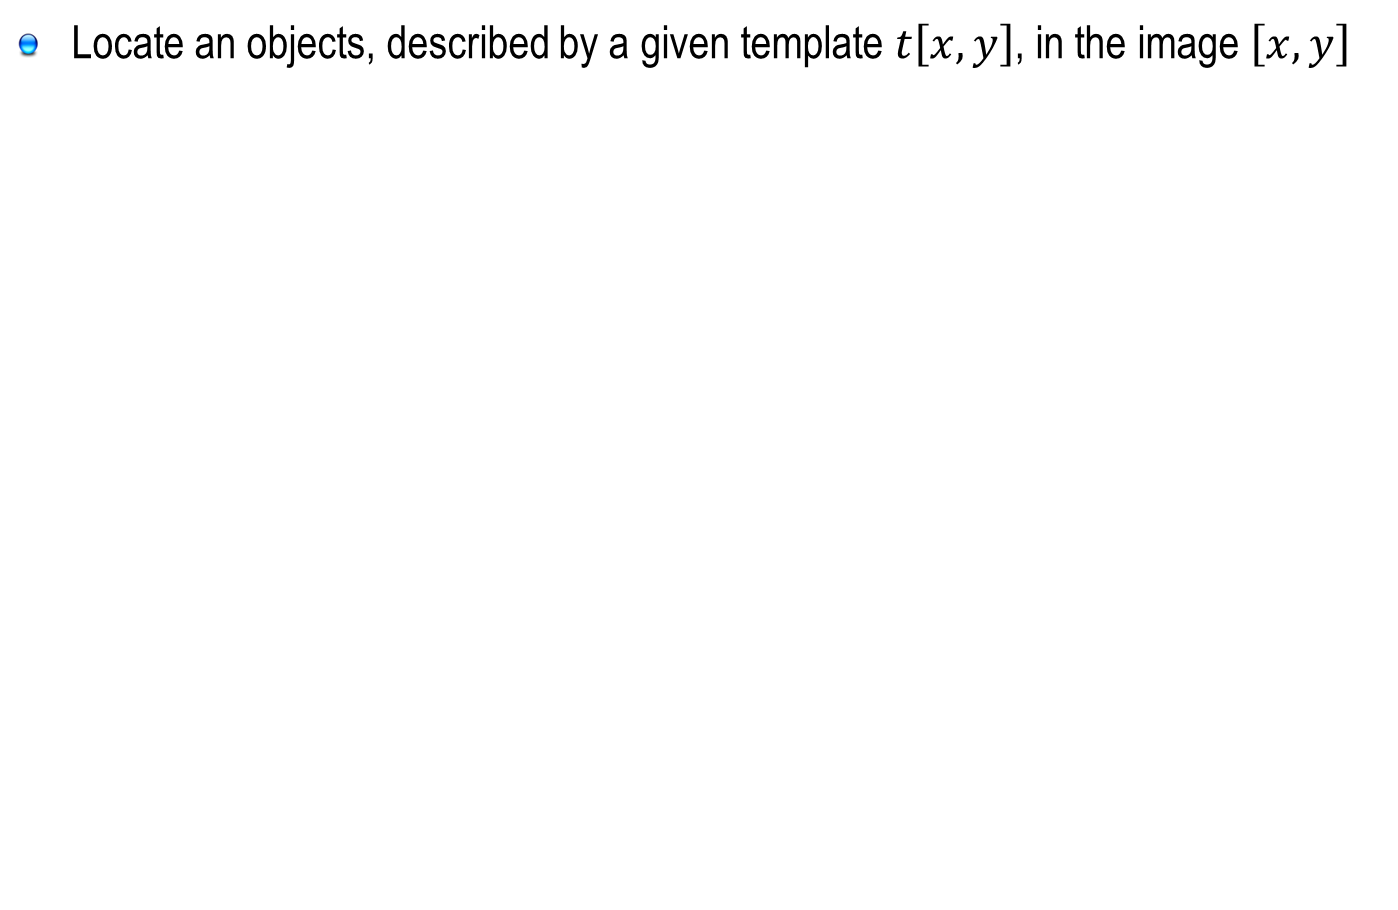 Locate an objects, described by a given template t[x, y], in the image [x, y]